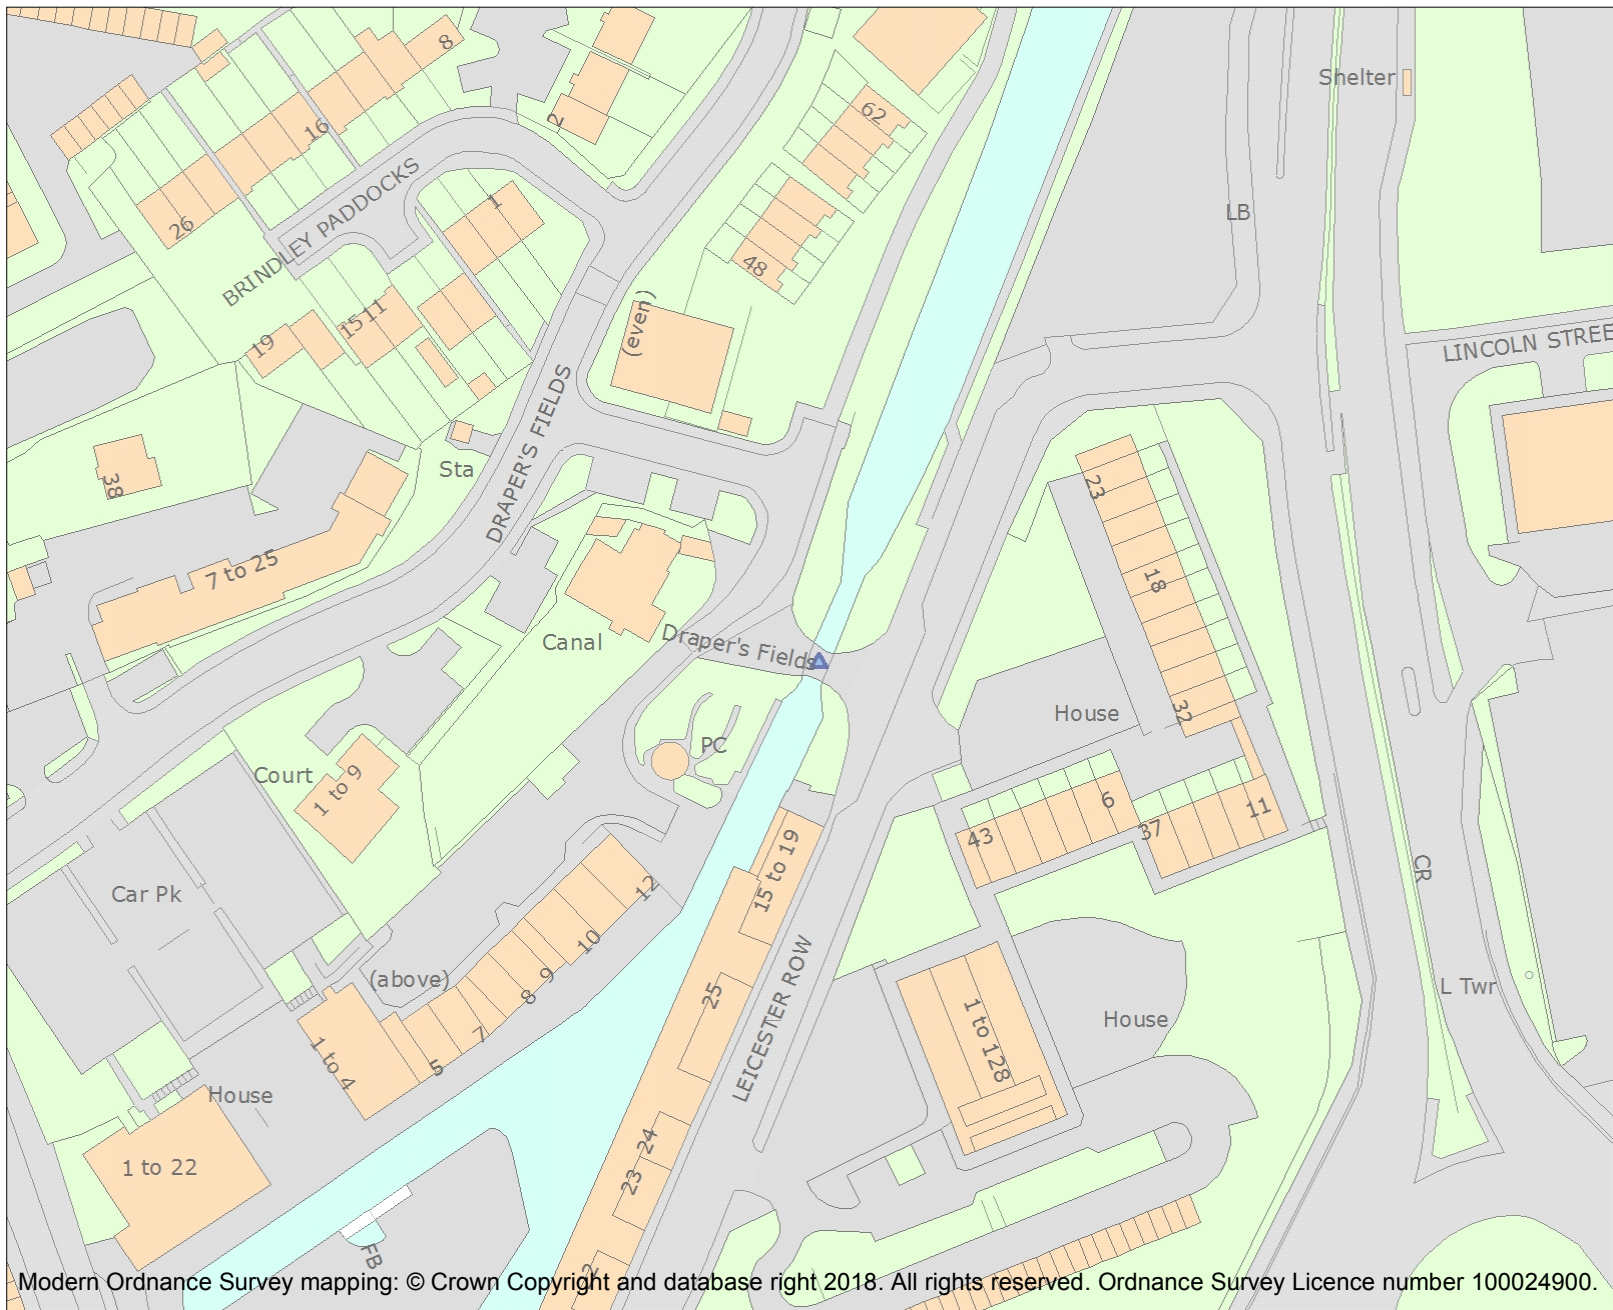 8
Shelter
2
62
16
BRINDLEY PADDOCKS
1
LB
26
48
(even)
15 11
19
LINCOLN STREE
DRAPER'S FIELDS
Sta
38
23
7 to 25
18
Canal
Draper's Fields
House
32
PC
Court
1 to 9
6
11
43
37
15 to 19
CR
Car Pk
12
10
(above)
9
8
25
LEICESTER ROW
L Twr
7
1 to 128
House
1 to 4
5
House
24
1 to 22
23
FB
Modern Ordnance Survey mapping: © Crown Copyright and database right 2018. All rights reserved. Ordnance Survey Licence number 100024900.